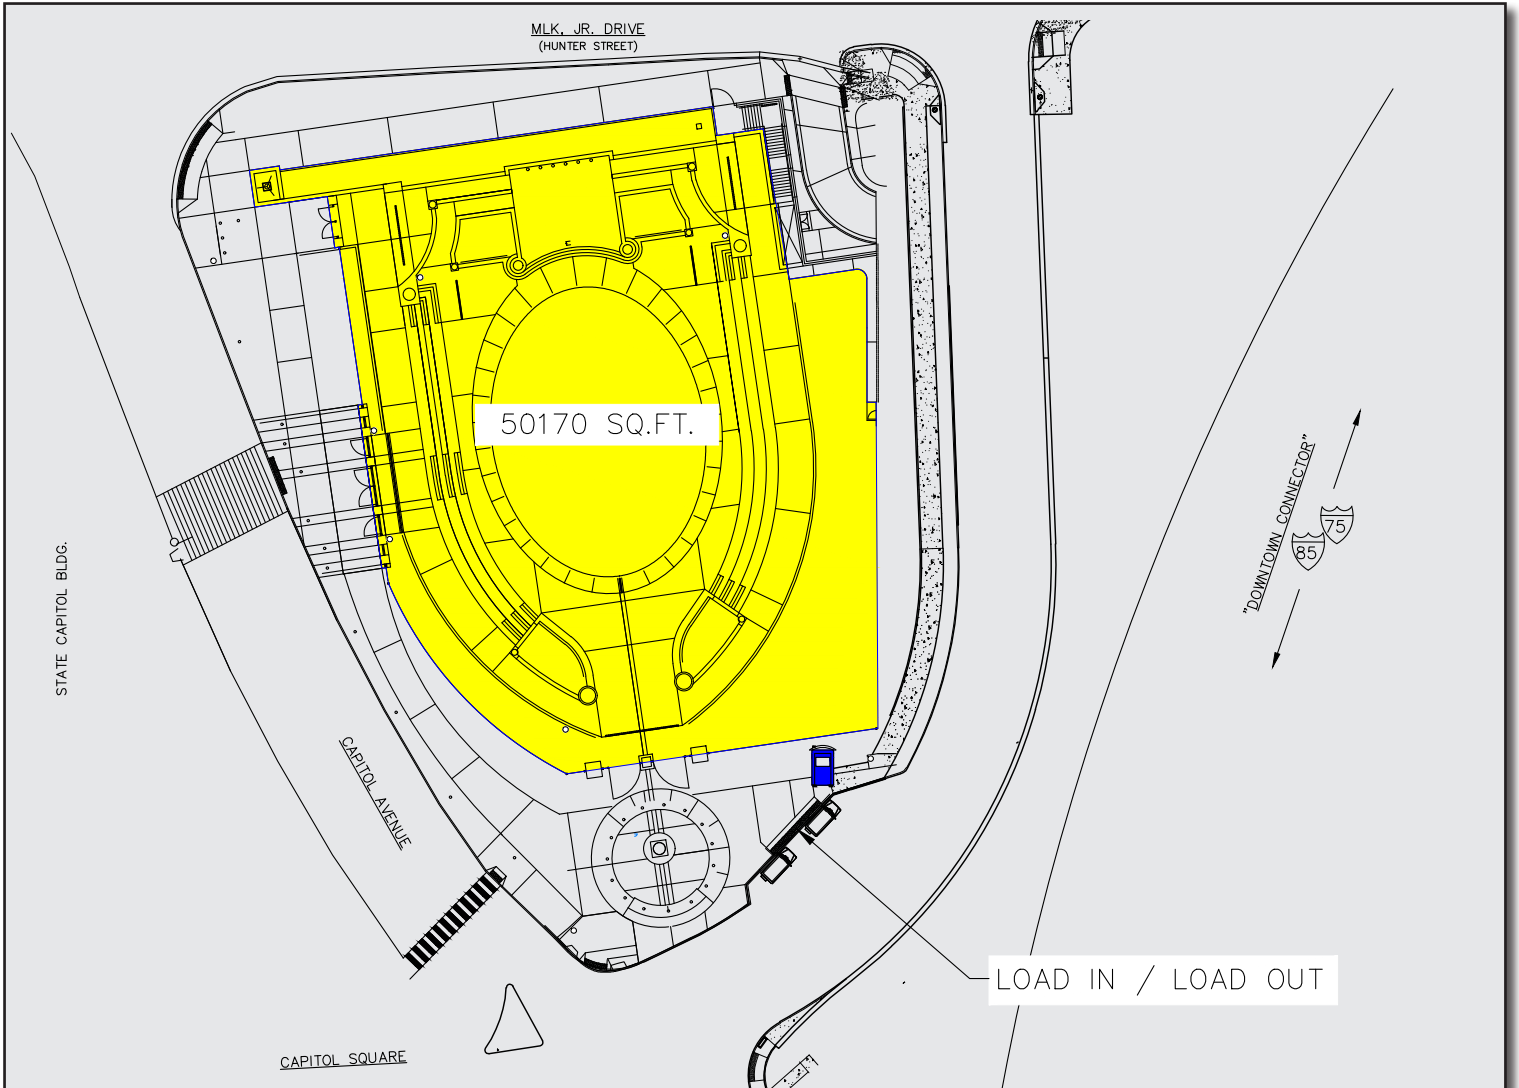 MLK, JR. DRIVE
(HUNTER STREET)
50170 SQ.FT.
"DOWNTOWN CONNECTOR"
75
85
STATE CAPITOL BLDG.
CAPITOL AVENUE
LOAD IN / LOAD OUT
CAPITOL SQUARE